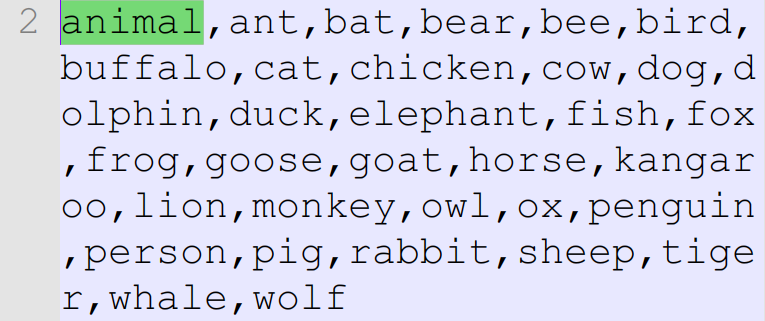 2 animal,ant,bat,bear,bee,bird,
buffalo,cat,chicken,cow,dog,d
olphin,duck,elephant,fish,fox
,frog,goose,goat,horse,kangar
oo,lion,monkey,owl,ox,penguin
,person,pig,rabbit,sheep,tige
r,whale,wolf